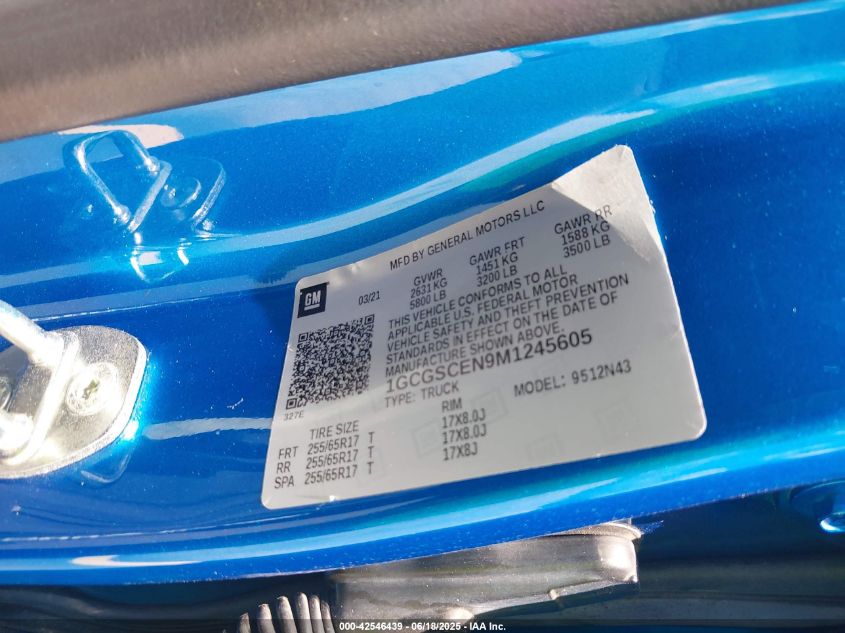 MFD BY GENERAL MOTORS LLC
GM
03/21
GVWR GAWR FRT GAWR RR
2631 KG 1451 KG 1588 KG
5800 LB 3200 LB 3500 LB
THIS VEHICLE CONFORMS TO ALL
APPLICABLE U.S. FEDERAL MOTOR
VEHICLE SAFETY AND THEFT PREVENTION
STANDARDS IN EFFECT ON THE DATE OF
MANUFACTURE SHOWN ABOVE.
1GCGSCEN9M1245605
TYPE: TRUCK MODEL: 9512N43
327E
TIRE SIZE RIM
FRT 255/65R17 T 17X8.0J
RR 255/65R17 T 17X8.0J
SPA 255/65R17 T 17X8J
000-42546439 - 06/18/2025 - IAA Inc.